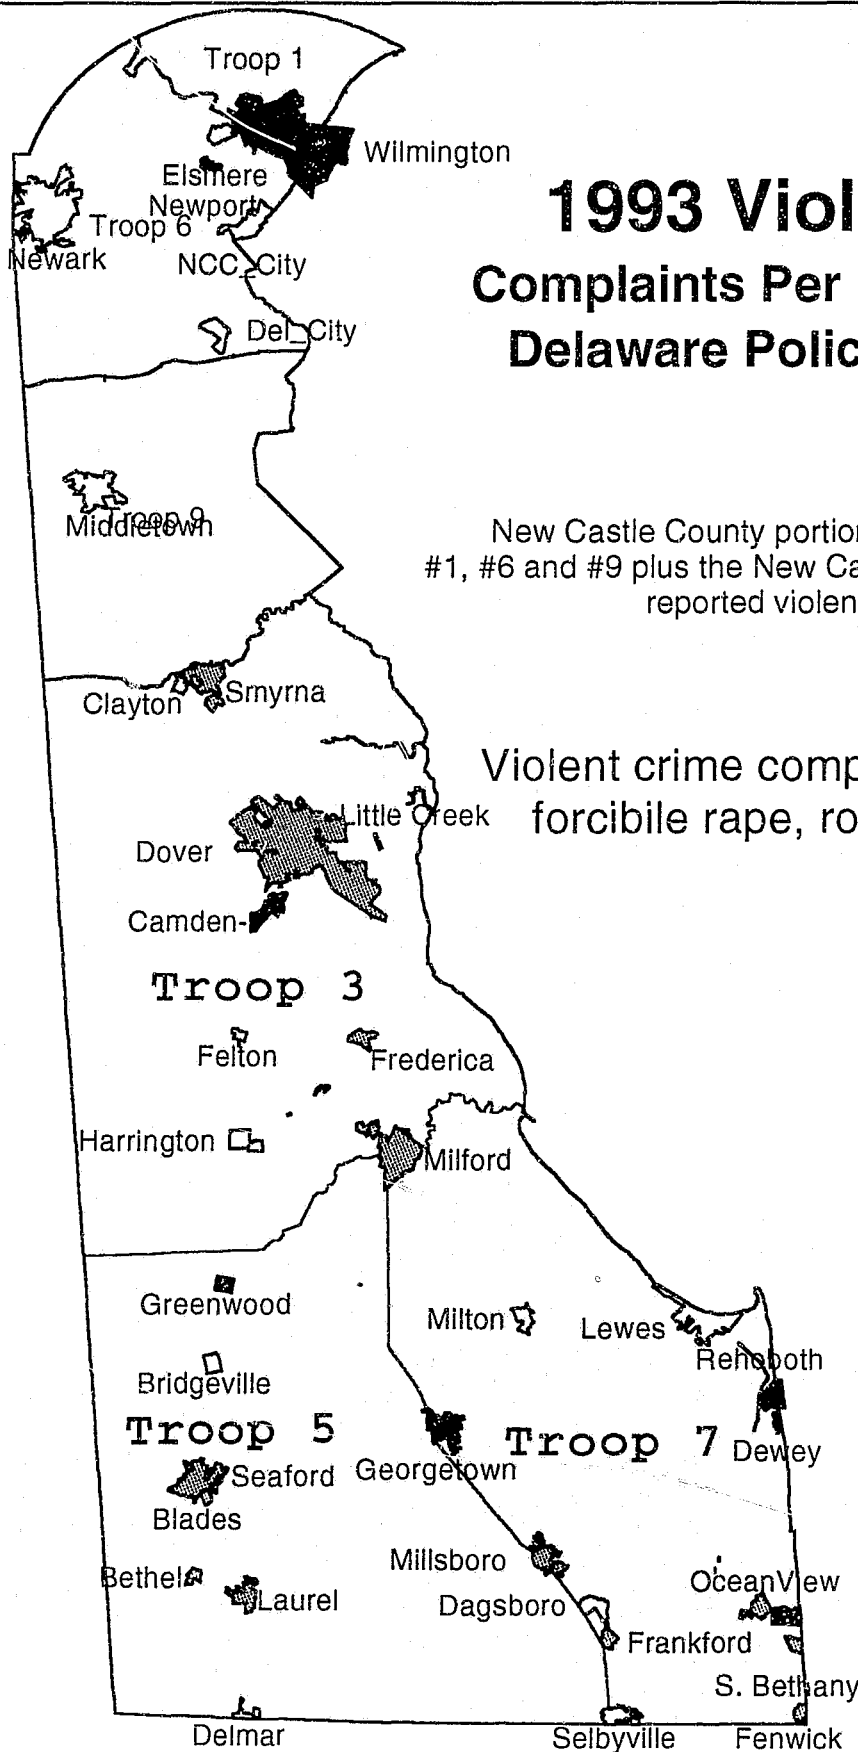 Troop 1
Wilmington
Elsmere
Newport
Troop 6
Newark
NCC_City
Del_City
1993 Viol
Complaints Per
Delaware Polic
Troop 9
Middletown
New Castle County portion
#1, #6 and #9 plus the New Ca
reported violen
Clayton
Smyrna
Violent crime comp
forcibile rape, ro
Little Creek
Dover
Camden-
Troop 3
Felton
Frederica
Harrington
Milford
Greenwood
Milton
Lewes
Rehoboth
Bridgeville
Troop 5
Troop 7
Dewey
Georgetown
Seaford
Blades
Millsboro
Bethel
Laurel
Dagsboro
OceanView
Frankford
S. Bethany
Delmar
Selbyville
Fenwick